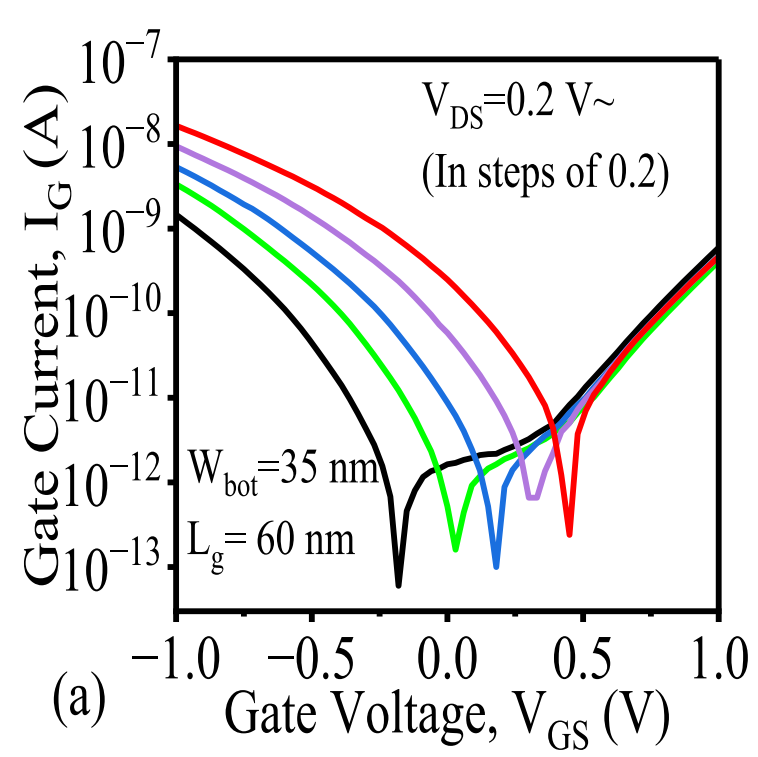 10⁻⁷
10⁻⁸
10⁻⁹
10⁻¹⁰
10⁻¹¹
10⁻¹²
10⁻¹³
Gate Current, I_G (A)
V_DS=0.2 V~
(In steps of 0.2)
W_bot=35 nm
L_g= 60 nm
−1.0 −0.5 0.0 0.5 1.0
Gate Voltage, V_GS (V)
(a)